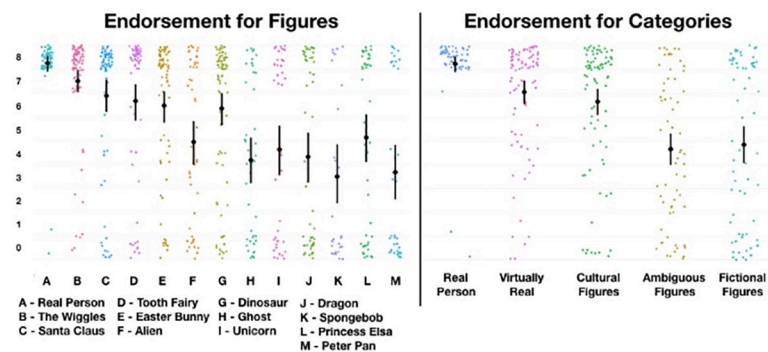 Endorsement for Figures
8
7
6
5
4
3
2
1
0
A B C D E F G H I J K L M
A - Real Person D - Tooth Fairy G - Dinosaur J - Dragon
B - The Wiggles E - Easter Bunny H - Ghost K - Spongebob
C - Santa Claus F - Alien I - Unicorn L - Princess Elsa
M - Peter Pan
Endorsement for Categories
Real Virtually Cultural Ambiguous Fictional
Person Real Figures Figures Figures